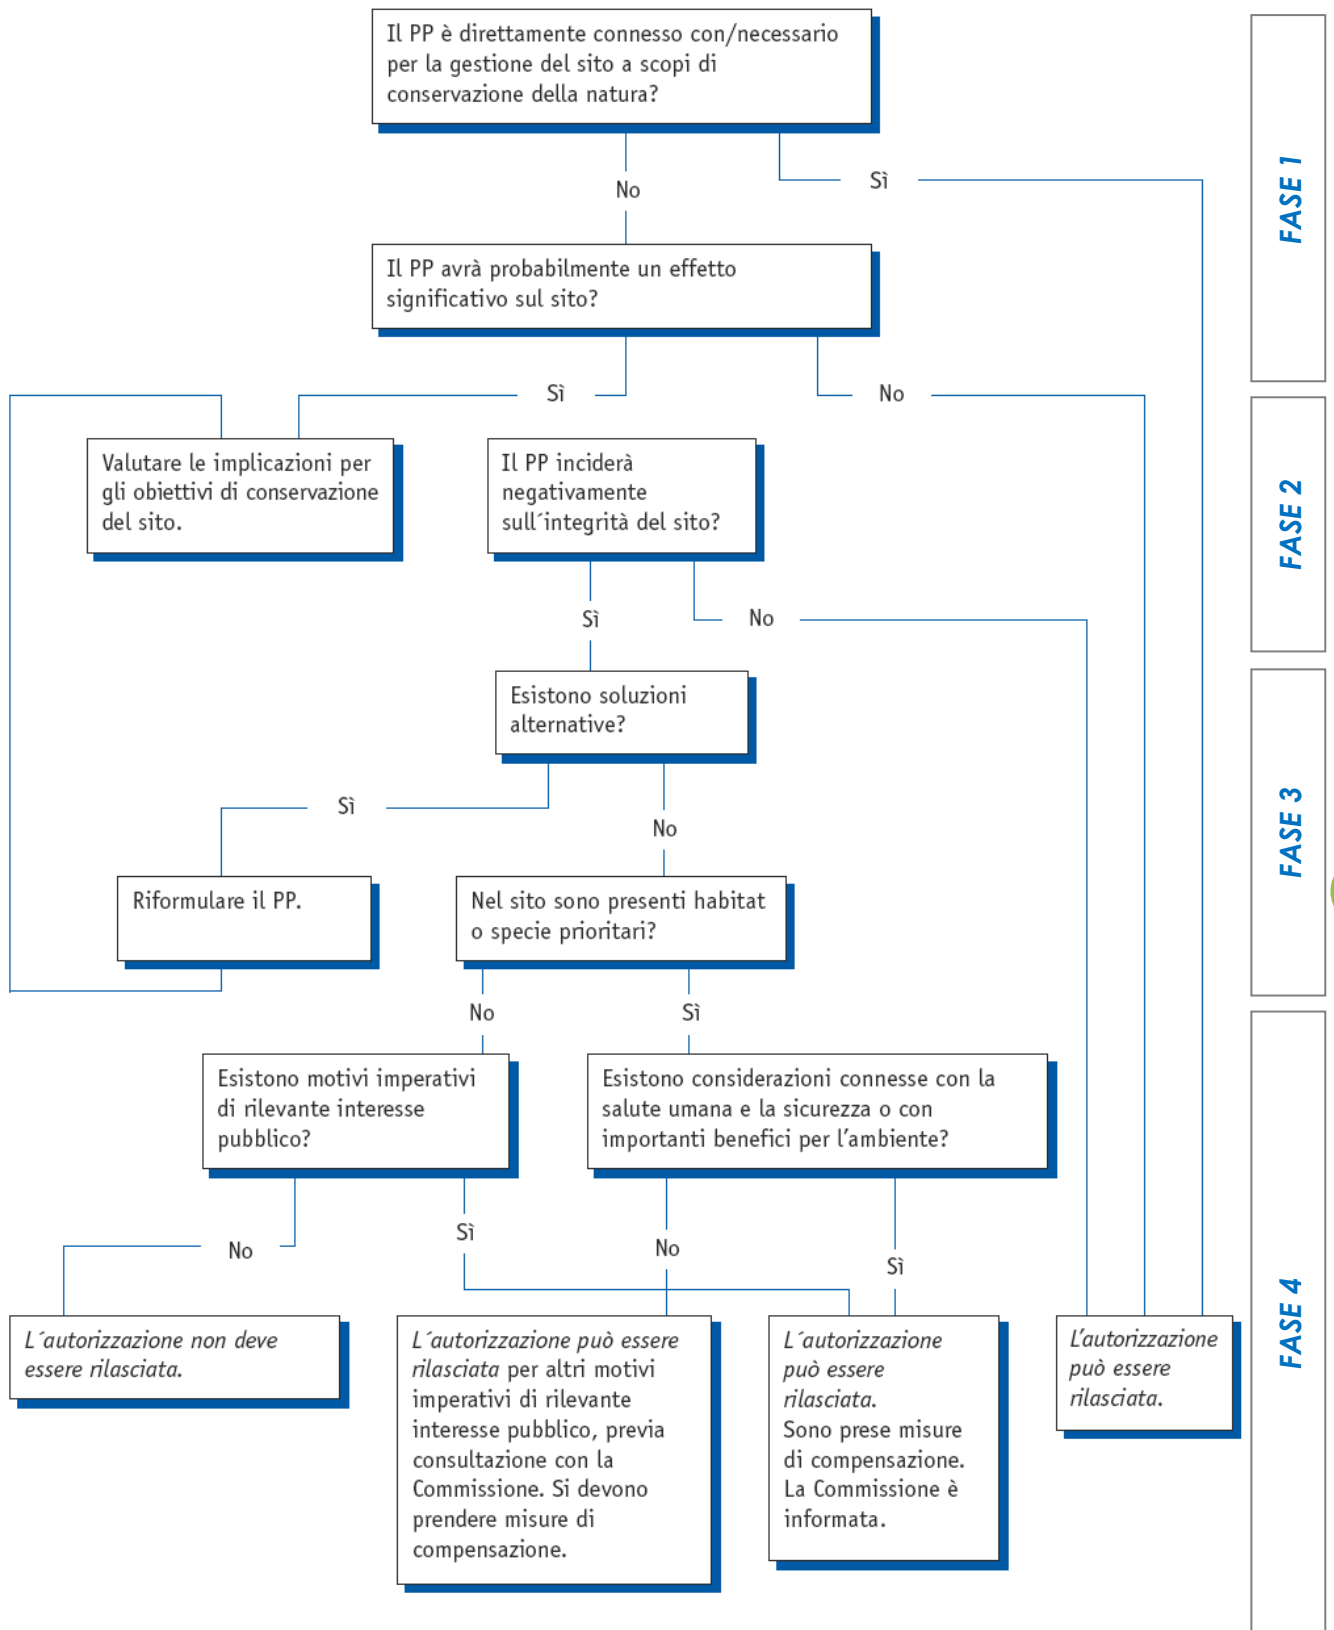 Il PP è direttamente connesso con/necessario
per la gestione del sito a scopi di
conservazione della natura?
No
Sì
FASE 1
Il PP avrà probabilmente un effetto
significativo sul sito?
Sì
No
Valutare le implicazioni per
gli obiettivi di conservazione
del sito.
Il PP inciderà
negativamente
sull´integrità del sito?
FASE 2
Sì
No
Esistono soluzioni
alternative?
FASE 3
Sì
No
Riformulare il PP.
Nel sito sono presenti habitat
o specie prioritari?
No
Sì
Esistono motivi imperativi
di rilevante interesse
pubblico?
Esistono considerazioni connesse con la
salute umana e la sicurezza o con
importanti benefici per l'ambiente?
No
Sì
No
Sì
FASE 4
L´autorizzazione non deve
essere rilasciata.
L´autorizzazione può essere
rilasciata per altri motivi
imperativi di rilevante
interesse pubblico, previa
consultazione con la
Commissione. Si devono
prendere misure di
compensazione.
L´autorizzazione
può essere
rilasciata.
Sono prese misure
di compensazione.
La Commissione è
informata.
L'autorizzazione
può essere
rilasciata.